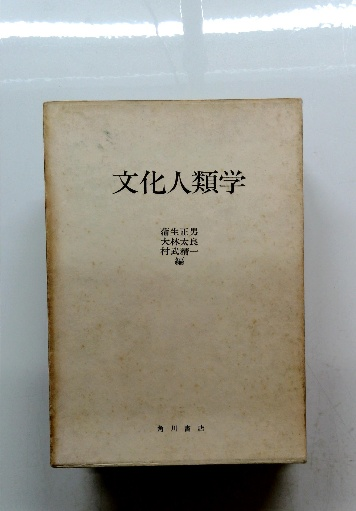 文化人類学
蒲生正男
大林太良
村武精一
編
角川書店